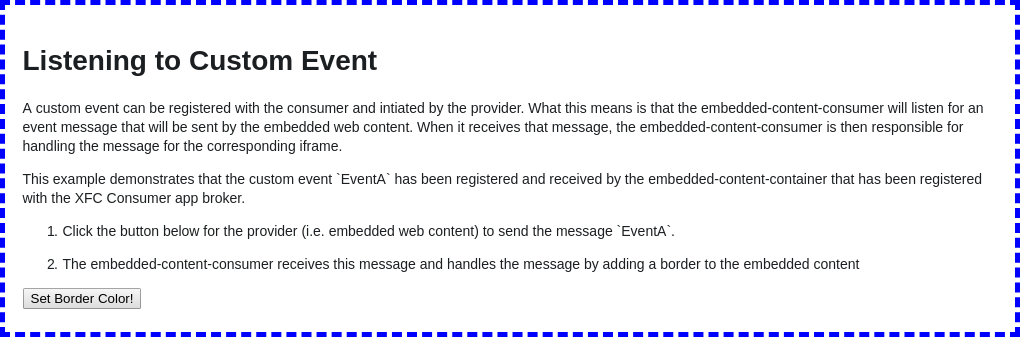 Listening to Custom Event
A custom event can be registered with the consumer and intiated by the provider. What this means is that the embedded-content-consumer will listen for an
event message that will be sent by the embedded web content. When it receives that message, the embedded-content-consumer is then responsible for
handling the message for the corresponding iframe.
This example demonstrates that the custom event `EventA` has been registered and received by the embedded-content-container that has been registered
with the XFC Consumer app broker.
1. Click the button below for the provider (i.e. embedded web content) to send the message `EventA`.
2. The embedded-content-consumer receives this message and handles the message by adding a border to the embedded content
Set Border Color!